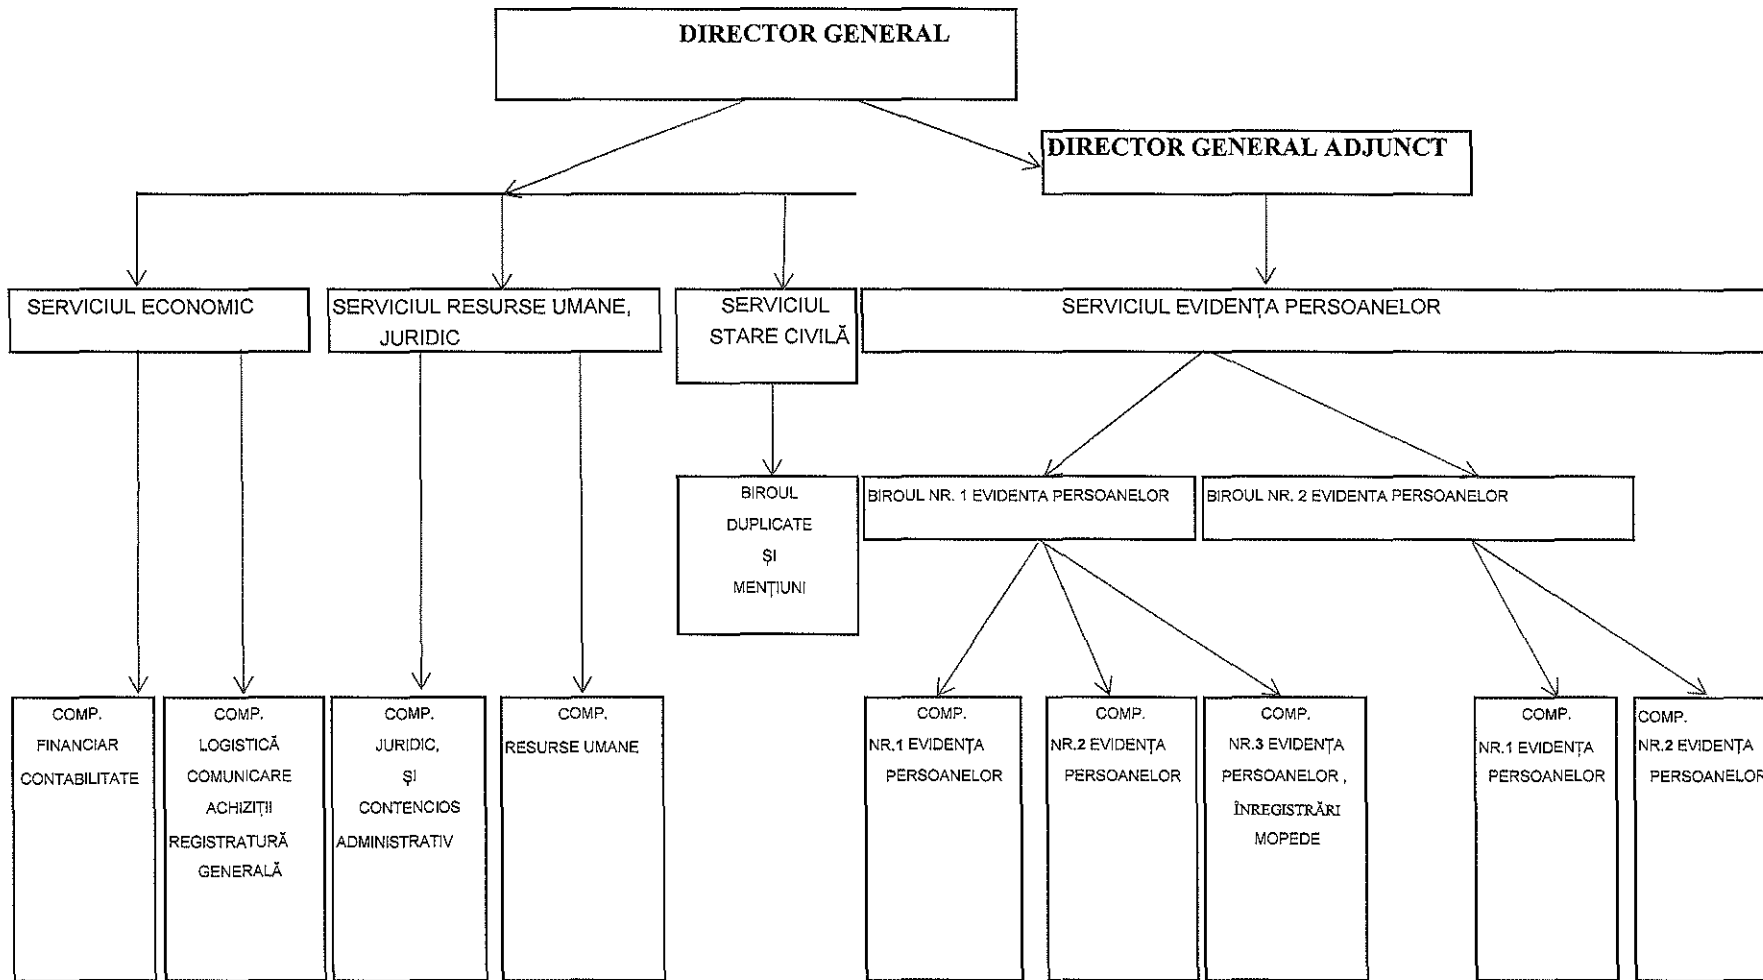 DIRECTOR GENERAL
DIRECTOR GENERAL ADJUNCT
SERVICIUL ECONOMIC
SERVICIUL RESURSE UMANE,
JURIDIC
SERVICIUL
STARE CIVILĂ
SERVICIUL EVIDENȚA PERSOANELOR
BIROUL
DUPLICATE
ȘI
MENȚIUNI
BIROUL NR. 1 EVIDENTA PERSOANELOR
BIROUL NR. 2 EVIDENTA PERSOANELOR
COMP.
FINANCIAR
CONTABILITATE
COMP.
LOGISTICĂ
COMUNICARE
ACHIZIȚII
REGISTRATURĂ
GENERALĂ
COMP.
JURIDIC,
ȘI
CONTENCIOS
ADMINISTRATIV
COMP.
RESURSE UMANE
COMP.
NR.1 EVIDENȚA
PERSOANELOR
COMP.
NR.2 EVIDENȚA
PERSOANELOR
COMP.
NR.3 EVIDENȚA
PERSOANELOR ,
ÎNREGISTRĂRI
MOPEDE
COMP.
NR.1 EVIDENȚA
PERSOANELOR
COMP.
NR.2 EVIDENȚA
PERSOANELOR